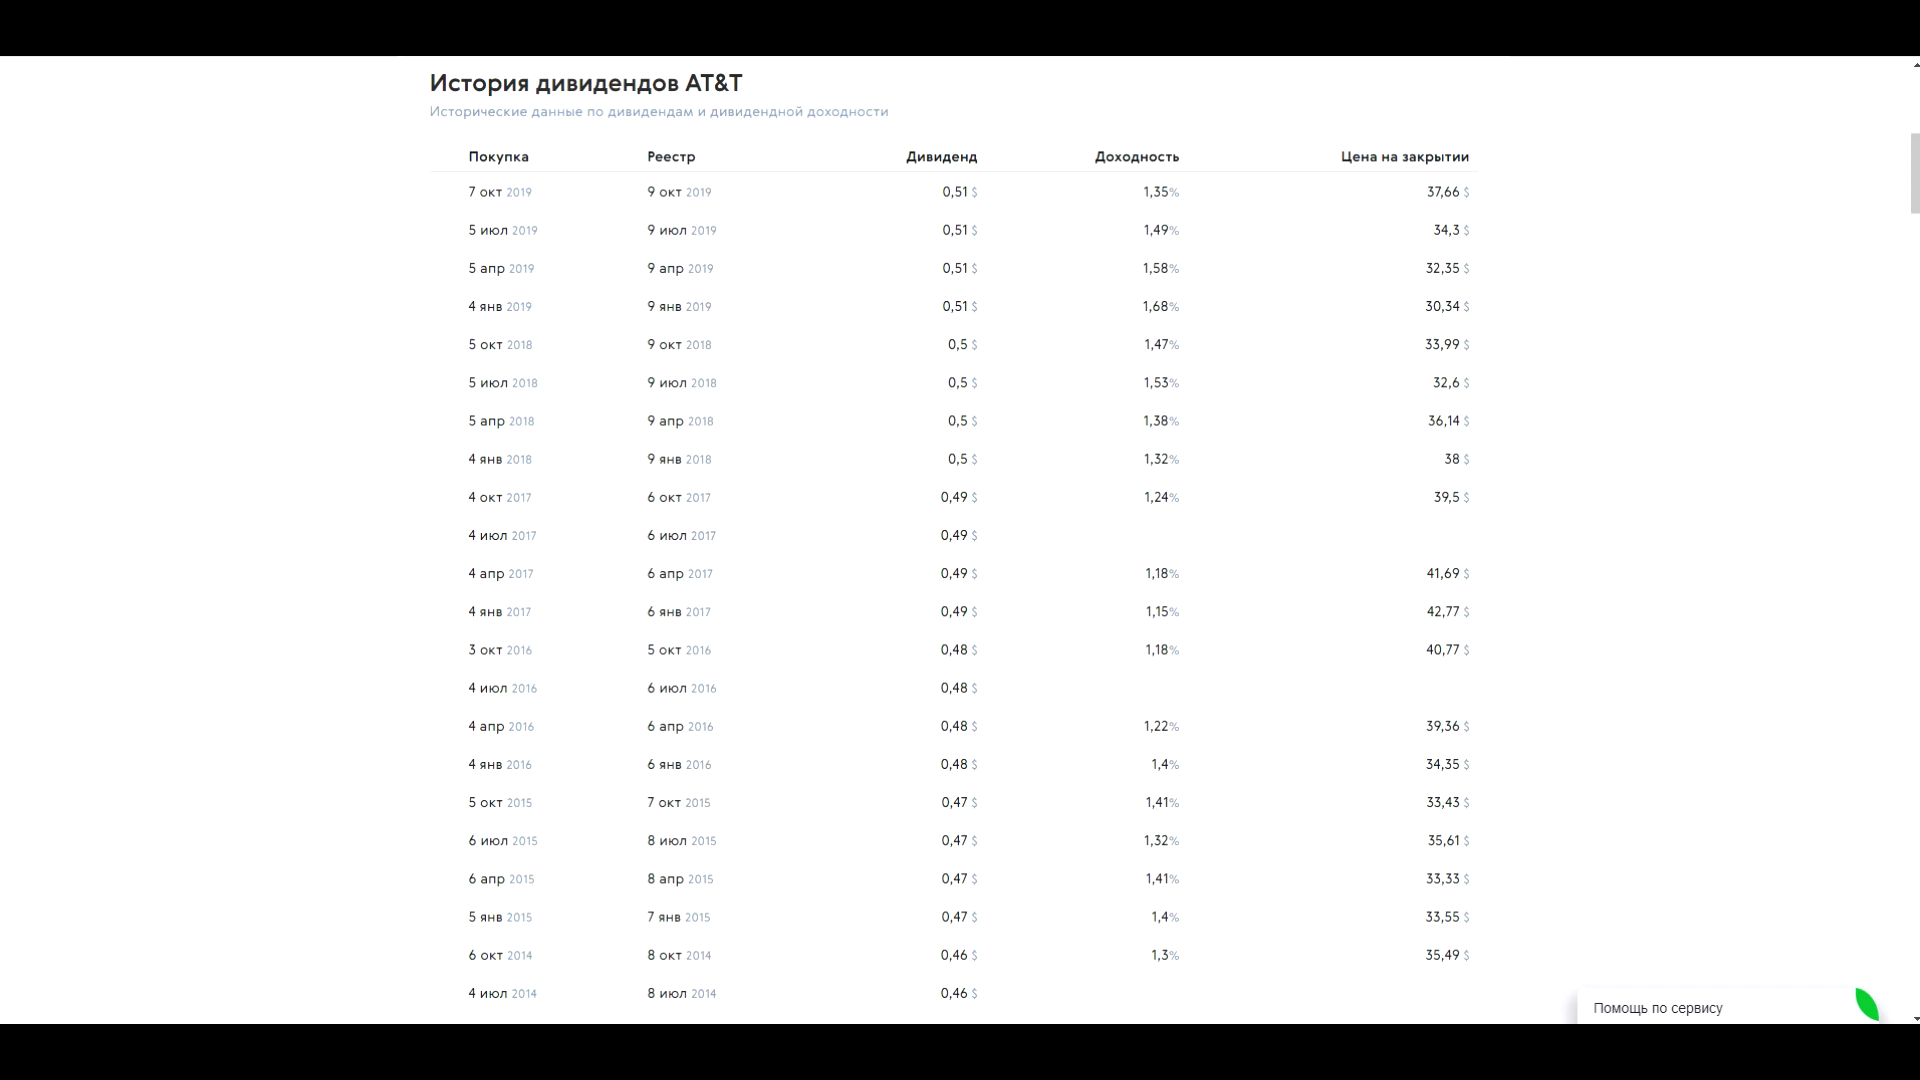 История дивидендов AT&T
Исторические данные по дивидендам и дивидендной доходности
Покупка Реестр Дивиденд Доходность Цена на закрытии
7 окт 2019 9 окт 2019 0,51 $ 1,35% 37,66 $
5 июл 2019 9 июл 2019 0,51 $ 1,49% 34,3 $
5 апр 2019 9 апр 2019 0,51 $ 1,58% 32,35 $
4 янв 2019 9 янв 2019 0,51 $ 1,68% 30,34 $
5 окт 2018 9 окт 2018 0,5 $ 1,47% 33,99 $
5 июл 2018 9 июл 2018 0,5 $ 1,53% 32,6 $
5 апр 2018 9 апр 2018 0,5 $ 1,38% 36,14 $
4 янв 2018 9 янв 2018 0,5 $ 1,32% 38 $
4 окт 2017 6 окт 2017 0,49 $ 1,24% 39,5 $
4 июл 2017 6 июл 2017 0,49 $
4 апр 2017 6 апр 2017 0,49 $ 1,18% 41,69 $
4 янв 2017 6 янв 2017 0,49 $ 1,15% 42,77 $
3 окт 2016 5 окт 2016 0,48 $ 1,18% 40,77 $
4 июл 2016 6 июл 2016 0,48 $
4 апр 2016 6 апр 2016 0,48 $ 1,22% 39,36 $
4 янв 2016 6 янв 2016 0,48 $ 1,4% 34,35 $
5 окт 2015 7 окт 2015 0,47 $ 1,41% 33,43 $
6 июл 2015 8 июл 2015 0,47 $ 1,32% 35,61 $
6 апр 2015 8 апр 2015 0,47 $ 1,41% 33,33 $
5 янв 2015 7 янв 2015 0,47 $ 1,4% 33,55 $
6 окт 2014 8 окт 2014 0,46 $ 1,3% 35,49 $
4 июл 2014 8 июл 2014 0,46 $
Помощь по сервису